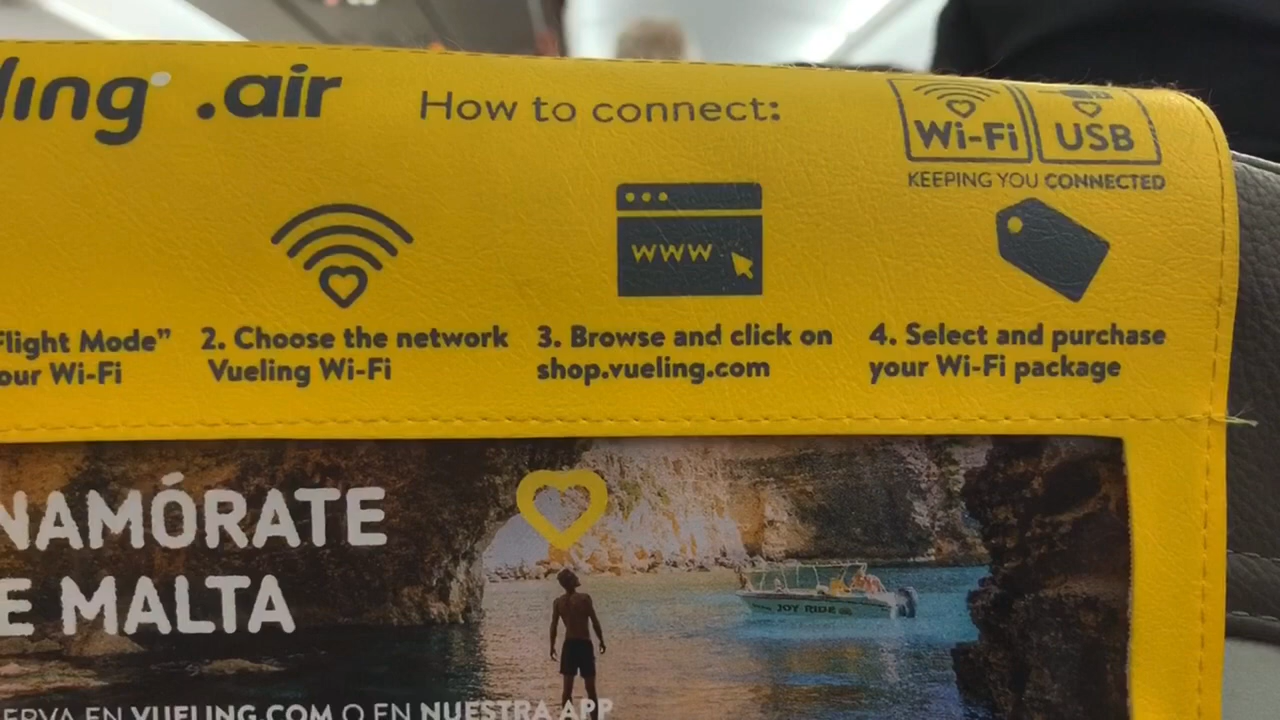 ling .air
How to connect:
Wi-Fi USB
KEEPING YOU CONNECTED
www
Flight Mode”
our Wi-Fi
2. Choose the network
Vueling Wi-Fi
3. Browse and click on
shop.vueling.com
4. Select and purchase
your Wi-Fi package
NAMÓRATE
E MALTA
JOY RIDE
ERVA EN VUELING.COM O EN NUESTRA APP